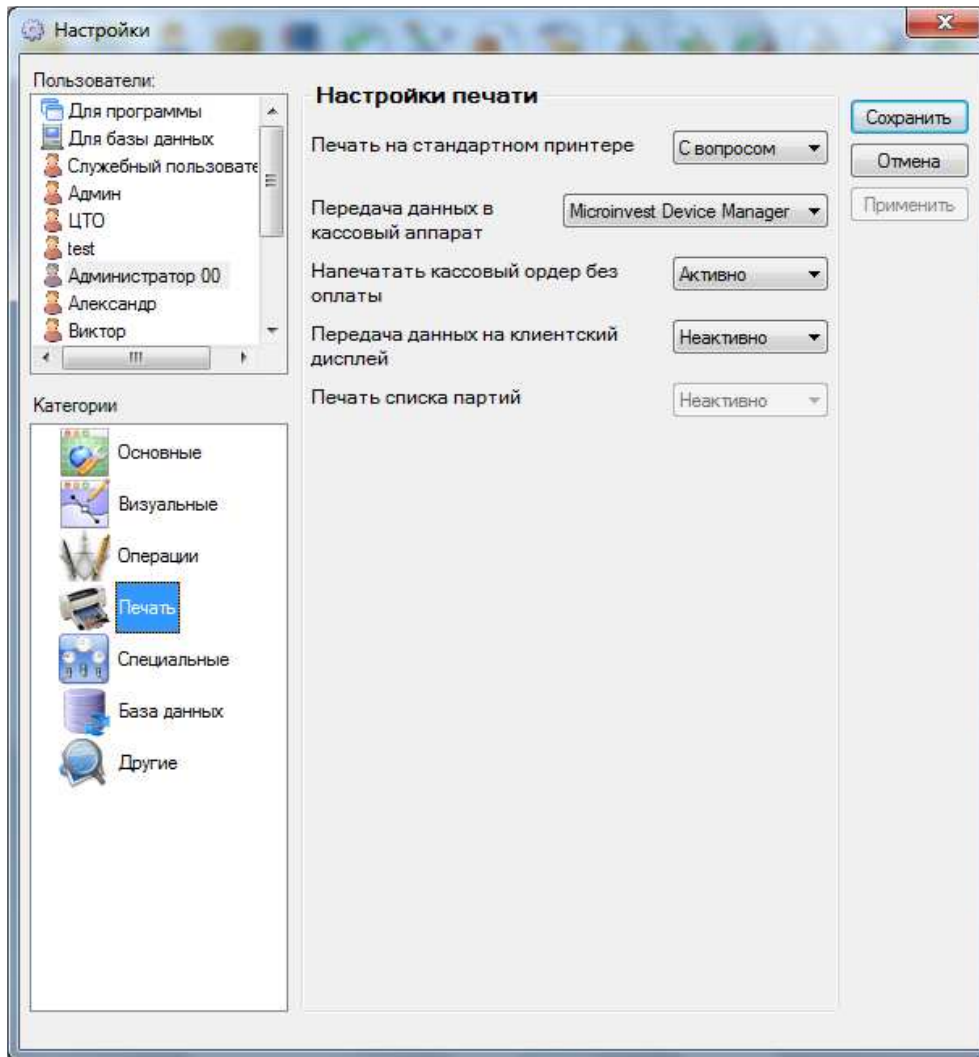 Настройки
Пользователи:
Для программы
Для базы данных
Служебный пользовате
Админ
ЦТО
test
Администратор 00
Александр
Виктор
Категории
Основные
Визуальные
Операции
Печать
Специальные
База данных
Другие
Настройки печати
Печать на стандартном принтере
С вопросом
Передача данных в
кассовый аппарат
Microinvest Device Manager
Напечатать кассовый ордер без
оплаты
Активно
Передача данных на клиентский
дисплей
Неактивно
Печать списка партий
Неактивно
Сохранить
Отмена
Применить